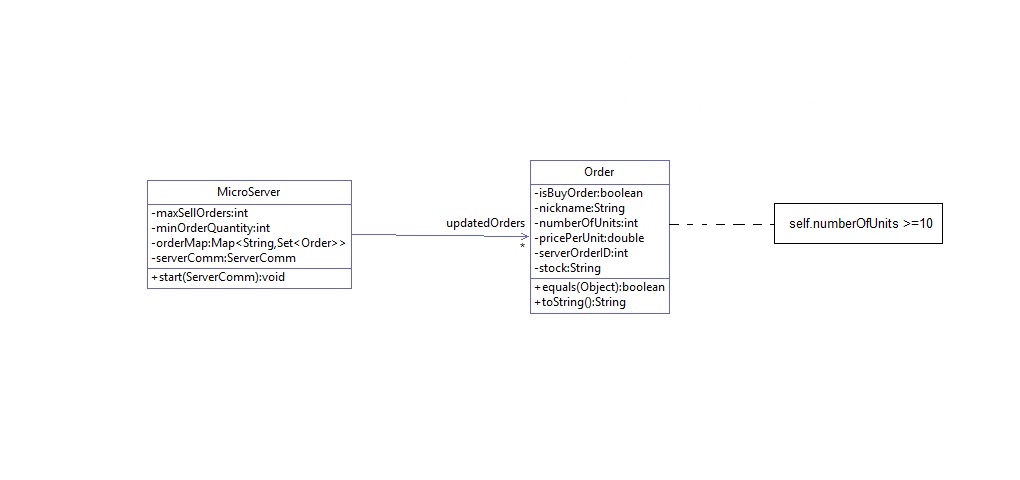 MicroServer
-maxSellOrders:int
-minOrderQuantity:int
-orderMap:Map<String,Set<Order>>
-serverComm:ServerComm
+start(ServerComm):void
updatedOrders
*
Order
-isBuyOrder:boolean
-nickname:String
-numberOfUnits:int
-pricePerUnit:double
-serverOrderID:int
-stock:String
+equals(Object):boolean
+toString():String
self.numberOfUnits >=10